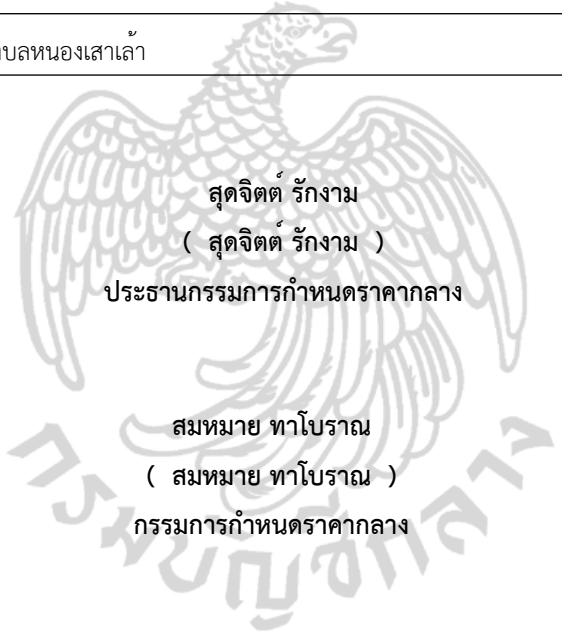 บลหนองเสาเล้า
สุดจิตต์ รักงาม
( สุดจิตต์ รักงาม )
ประธานกรรมการกำหนดราคากลาง
สมหมาย ทาโบราณ
( สมหมาย ทาโบราณ )
กรรมการกำหนดราคากลาง
กรมบัญชีกลาง